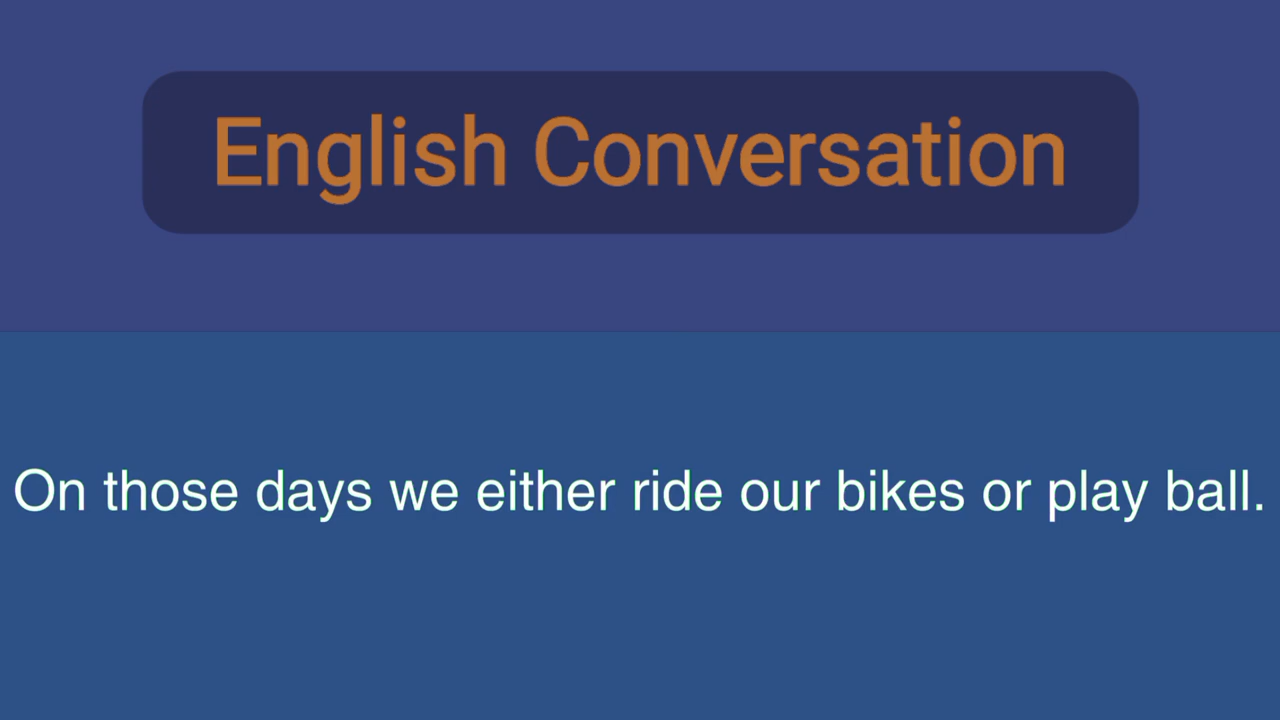 English Conversation
On those days we either ride our bikes or play ball.